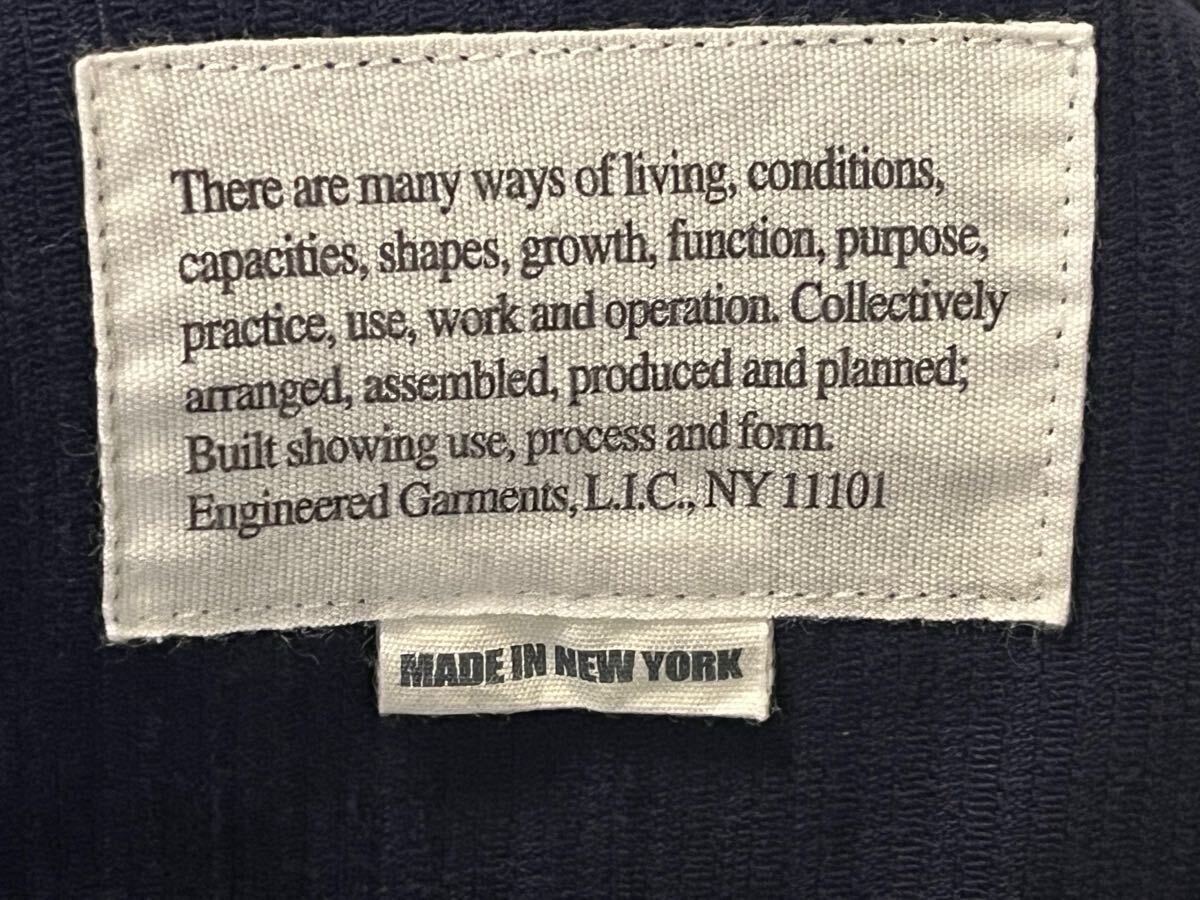 There are many ways of living, conditions,
capacities, shapes, growth, function, purpose,
practice, use, work and operation. Collectively
arranged, assembled, produced and planned;
Built showing use, process and form.
Engineered Garments, L.I.C., NY 11101
MADE IN NEW YORK